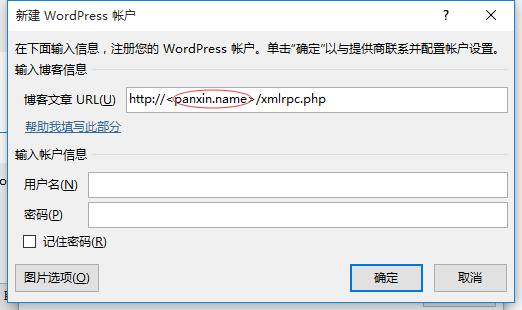 新建 WordPress 帐户
在下面输入信息，注册您的 WordPress 帐户。单击“确定”以与提供商联系并配置帐户设置。
输入博客信息
博客文章 URL(U) http://<panxin.name>/xmlrpc.php
帮助我填写此部分
输入帐户信息
用户名(N)
密码(P)
记住密码(R)
图片选项(O) 确定 取消